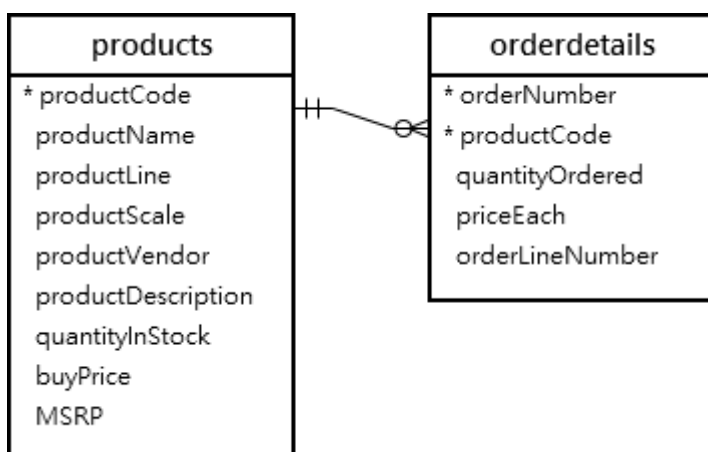 products
* productCode
productName
productLine
productScale
productVendor
productDescription
quantityInStock
buyPrice
MSRP
orderdetails
* orderNumber
* productCode
quantityOrdered
priceEach
orderLineNumber